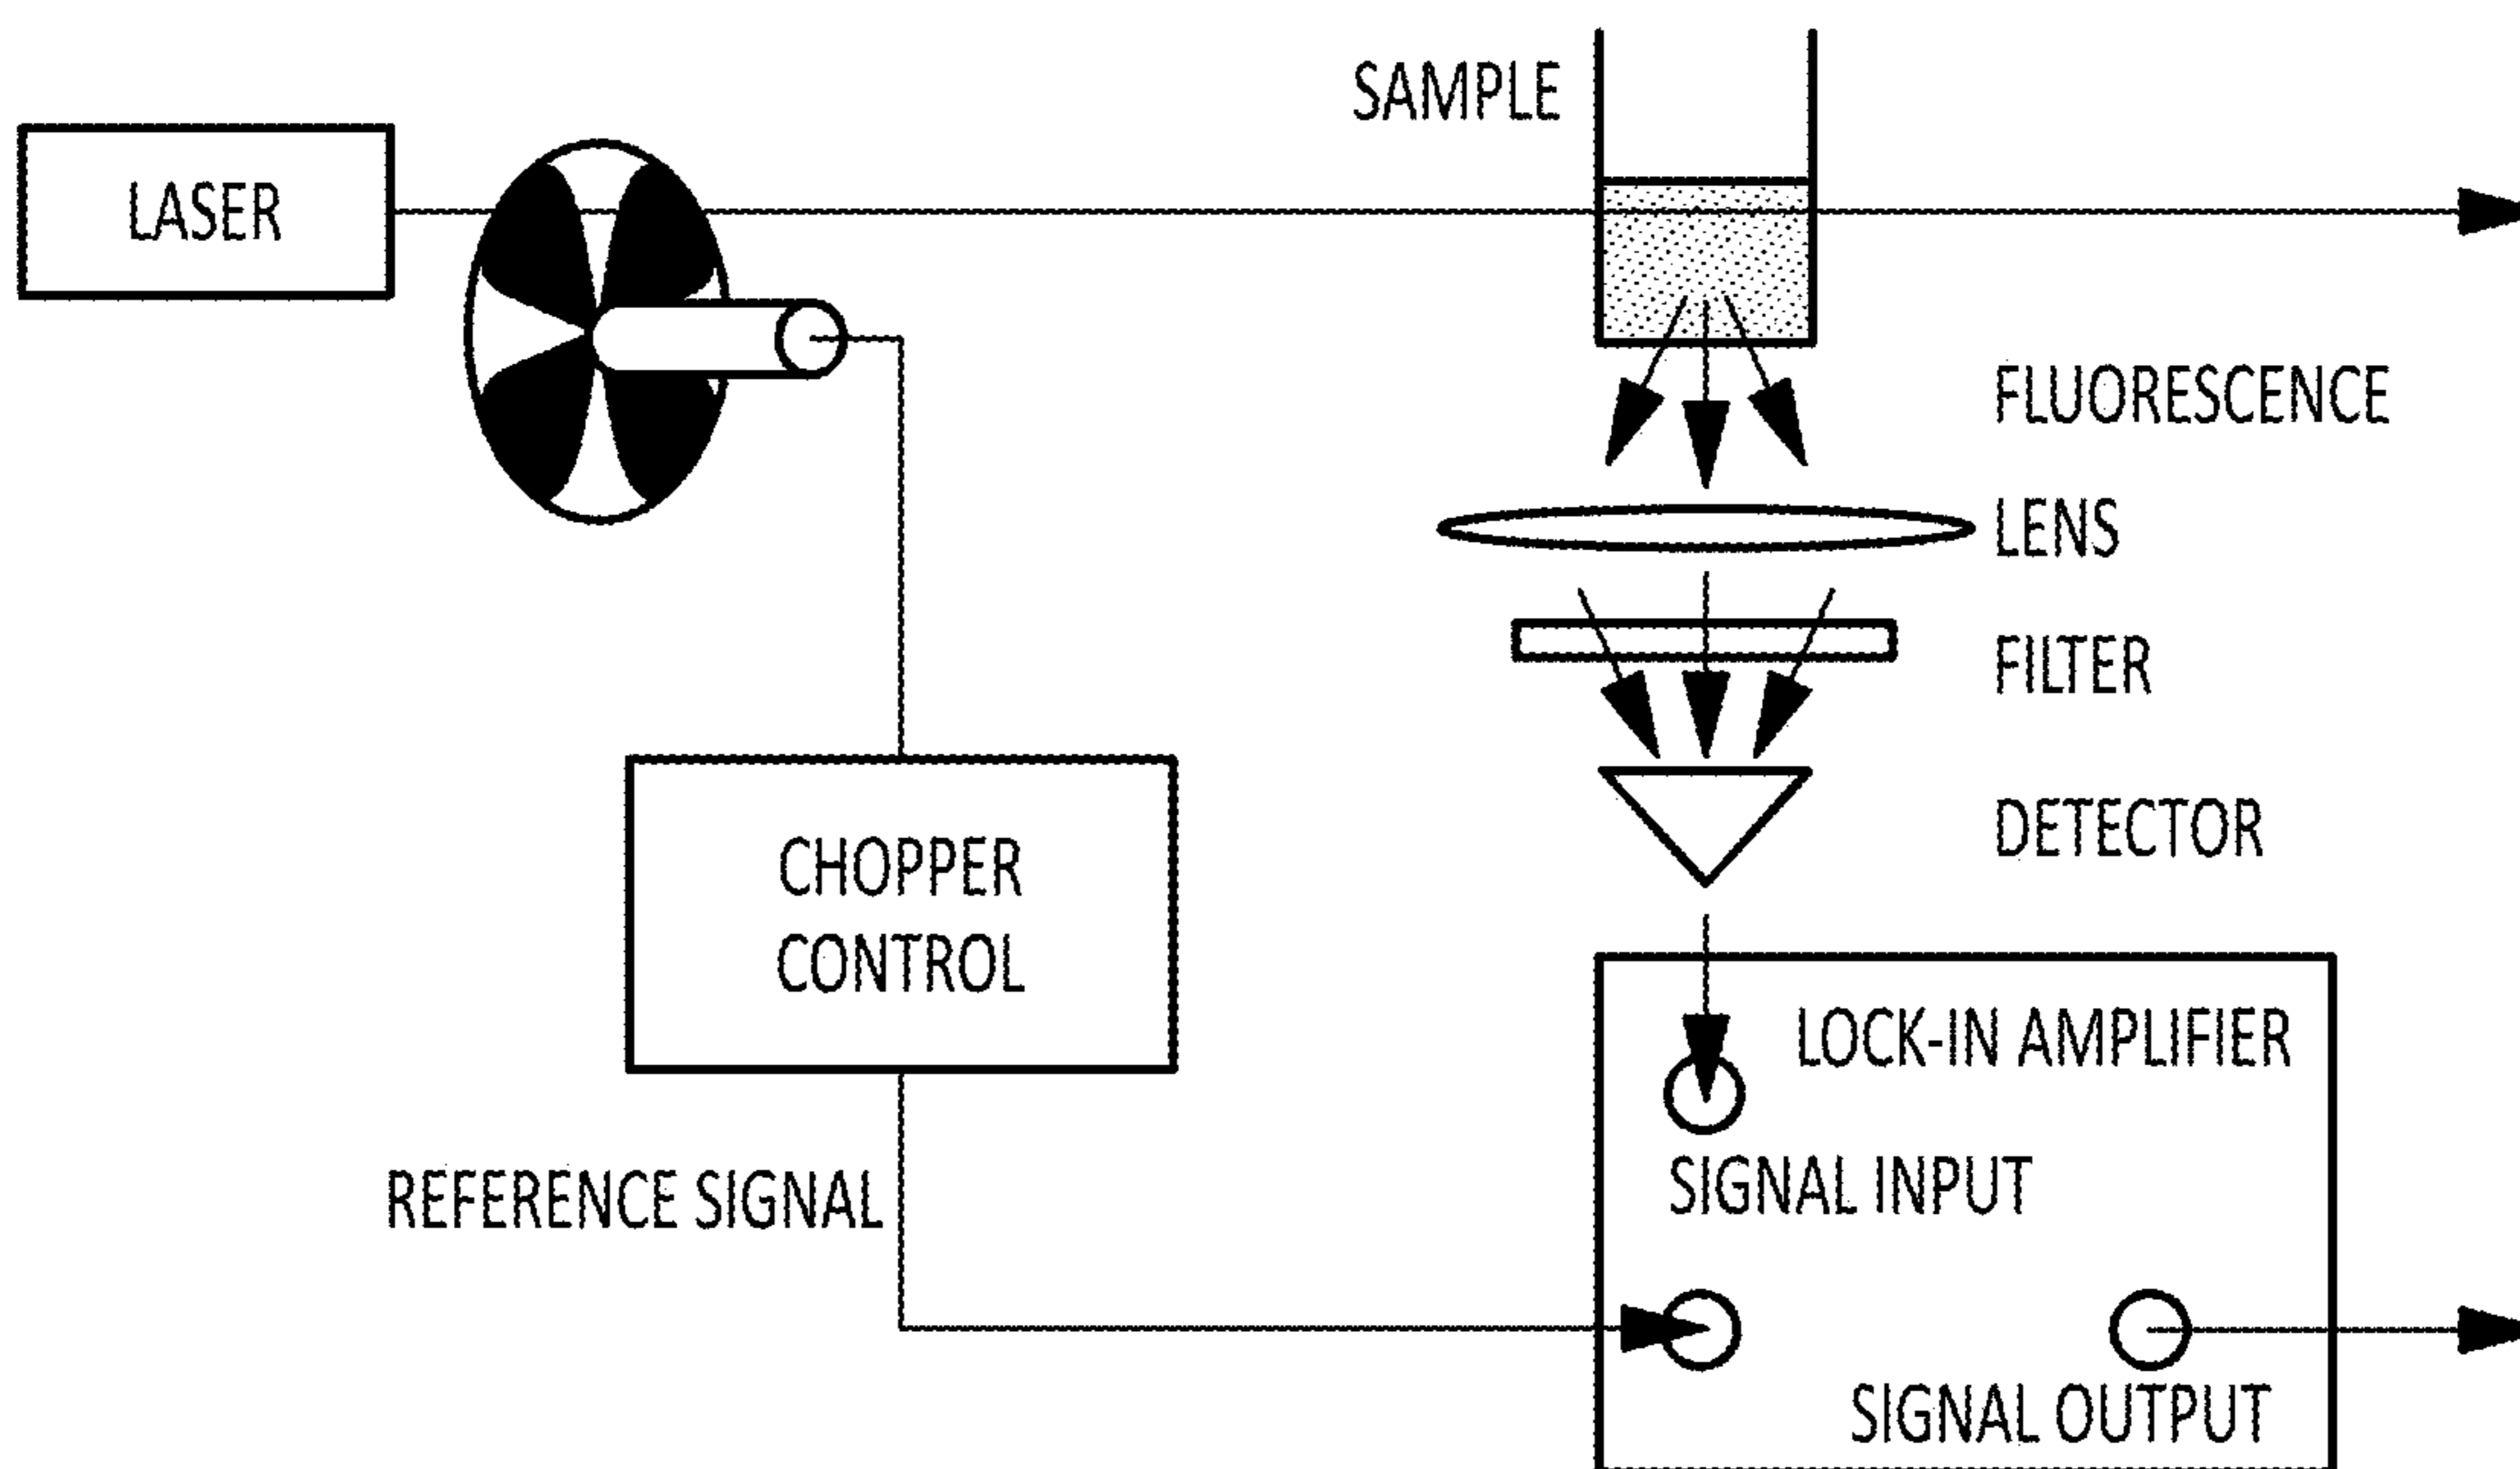 SAMPLE
LASER
FLUORESCENCE
LENS
FILTER
DETECTOR
CHOPPER
CONTROL
LOCK-IN AMPLIFIER
SIGNAL INPUT
REFERENCE SIGNAL
SIGNAL OUTPUT